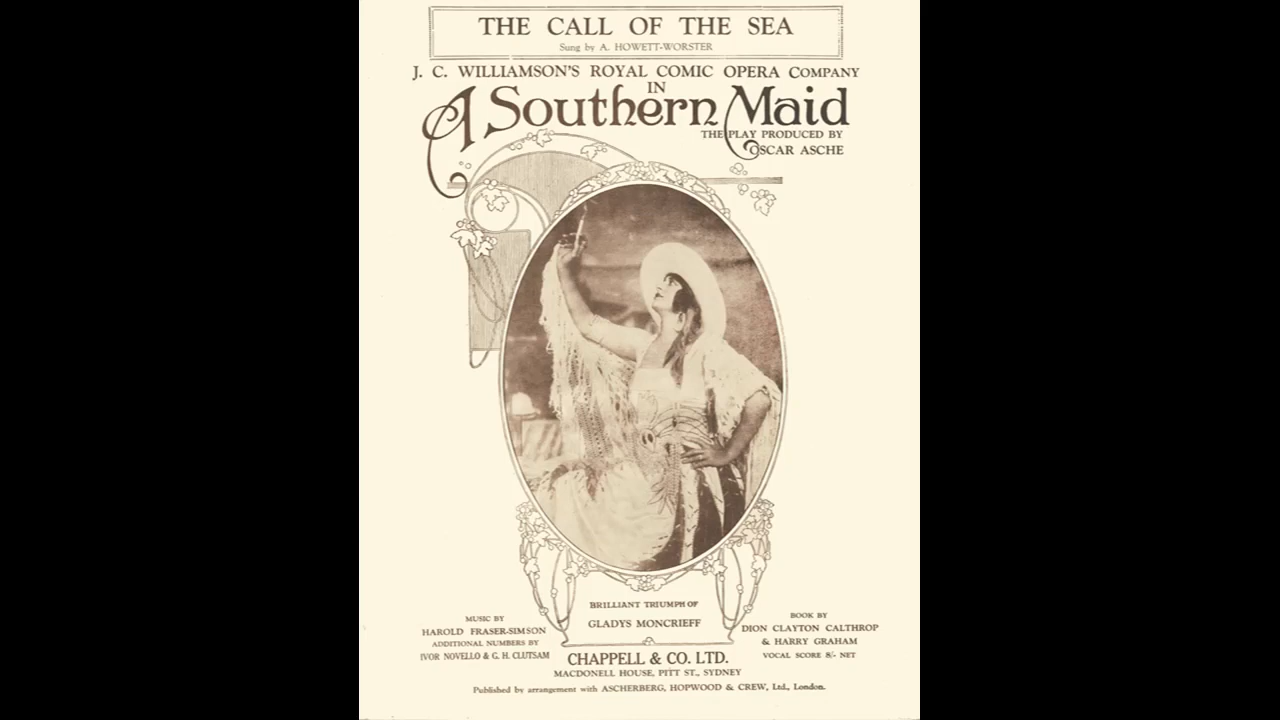 THE CALL OF THE SEA
Sung by A. HOWETT-WORSTER
J. C. WILLIAMSON'S ROYAL COMIC OPERA COMPANY
IN
A Southern Maid
THE PLAY PRODUCED BY
OSCAR ASCHE
BRILLIANT TRIUMPH OF
GLADYS MONCRIEFF
MUSIC BY
HAROLD FRASER-SIMSON
ADDITIONAL NUMBERS BY
IVOR NOVELLO & G. H. CLUTSAM
BOOK BY
DION CLAYTON CALTHROP
& HARRY GRAHAM
VOCAL SCORE 8/- NET
CHAPPELL & CO. LTD.
MACDONELL HOUSE, PITT ST., SYDNEY
Published by arrangement with ASCHERBERG, HOPWOOD & CREW, Ltd., London.